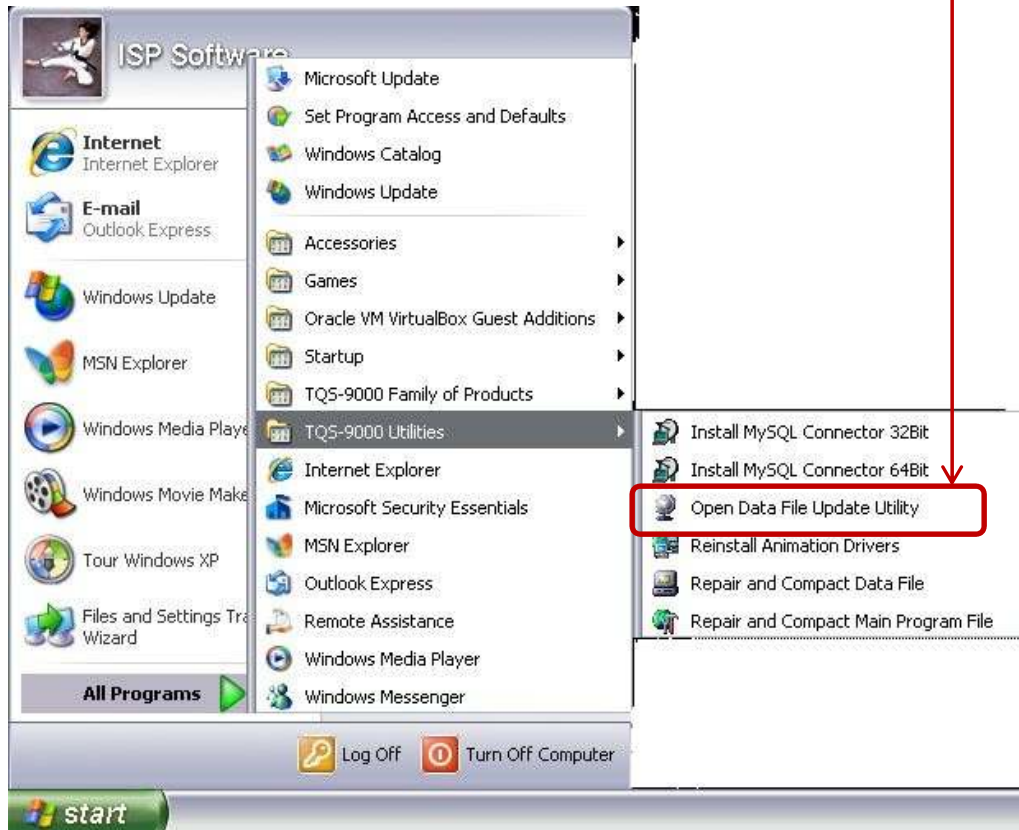 ISP Software
Internet
Internet Explorer
E-mail
Outlook Express
Windows Update
MSN Explorer
Windows Media Playe
Windows Movie Make
Tour Windows XP
Files and Settings Tra
Wizard
All Programs
Microsoft Update
Set Program Access and Defaults
Windows Catalog
Windows Update
Accessories
Games
Oracle VM VirtualBox Guest Additions
Startup
TQS-9000 Family of Products
TQS-9000 Utilities
Internet Explorer
Microsoft Security Essentials
MSN Explorer
Outlook Express
Remote Assistance
Windows Media Player
Windows Messenger
Install MySQL Connector 32Bit
Install MySQL Connector 64Bit
Open Data File Update Utility
Reinstall Animation Drivers
Repair and Compact Data File
Repair and Compact Main Program File
Log Off
Turn Off Computer
start